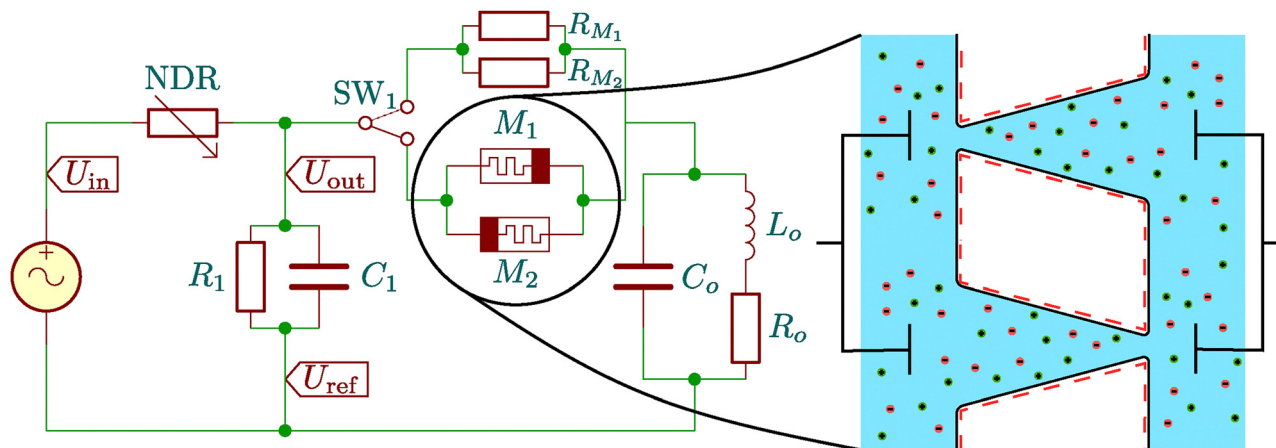 R_{M_1}
NDR
R_{M_2}
SW_1
M_1
U_in
U_out
+
R_1
C_1
M_2
C_o
L_o
R_o
U_ref